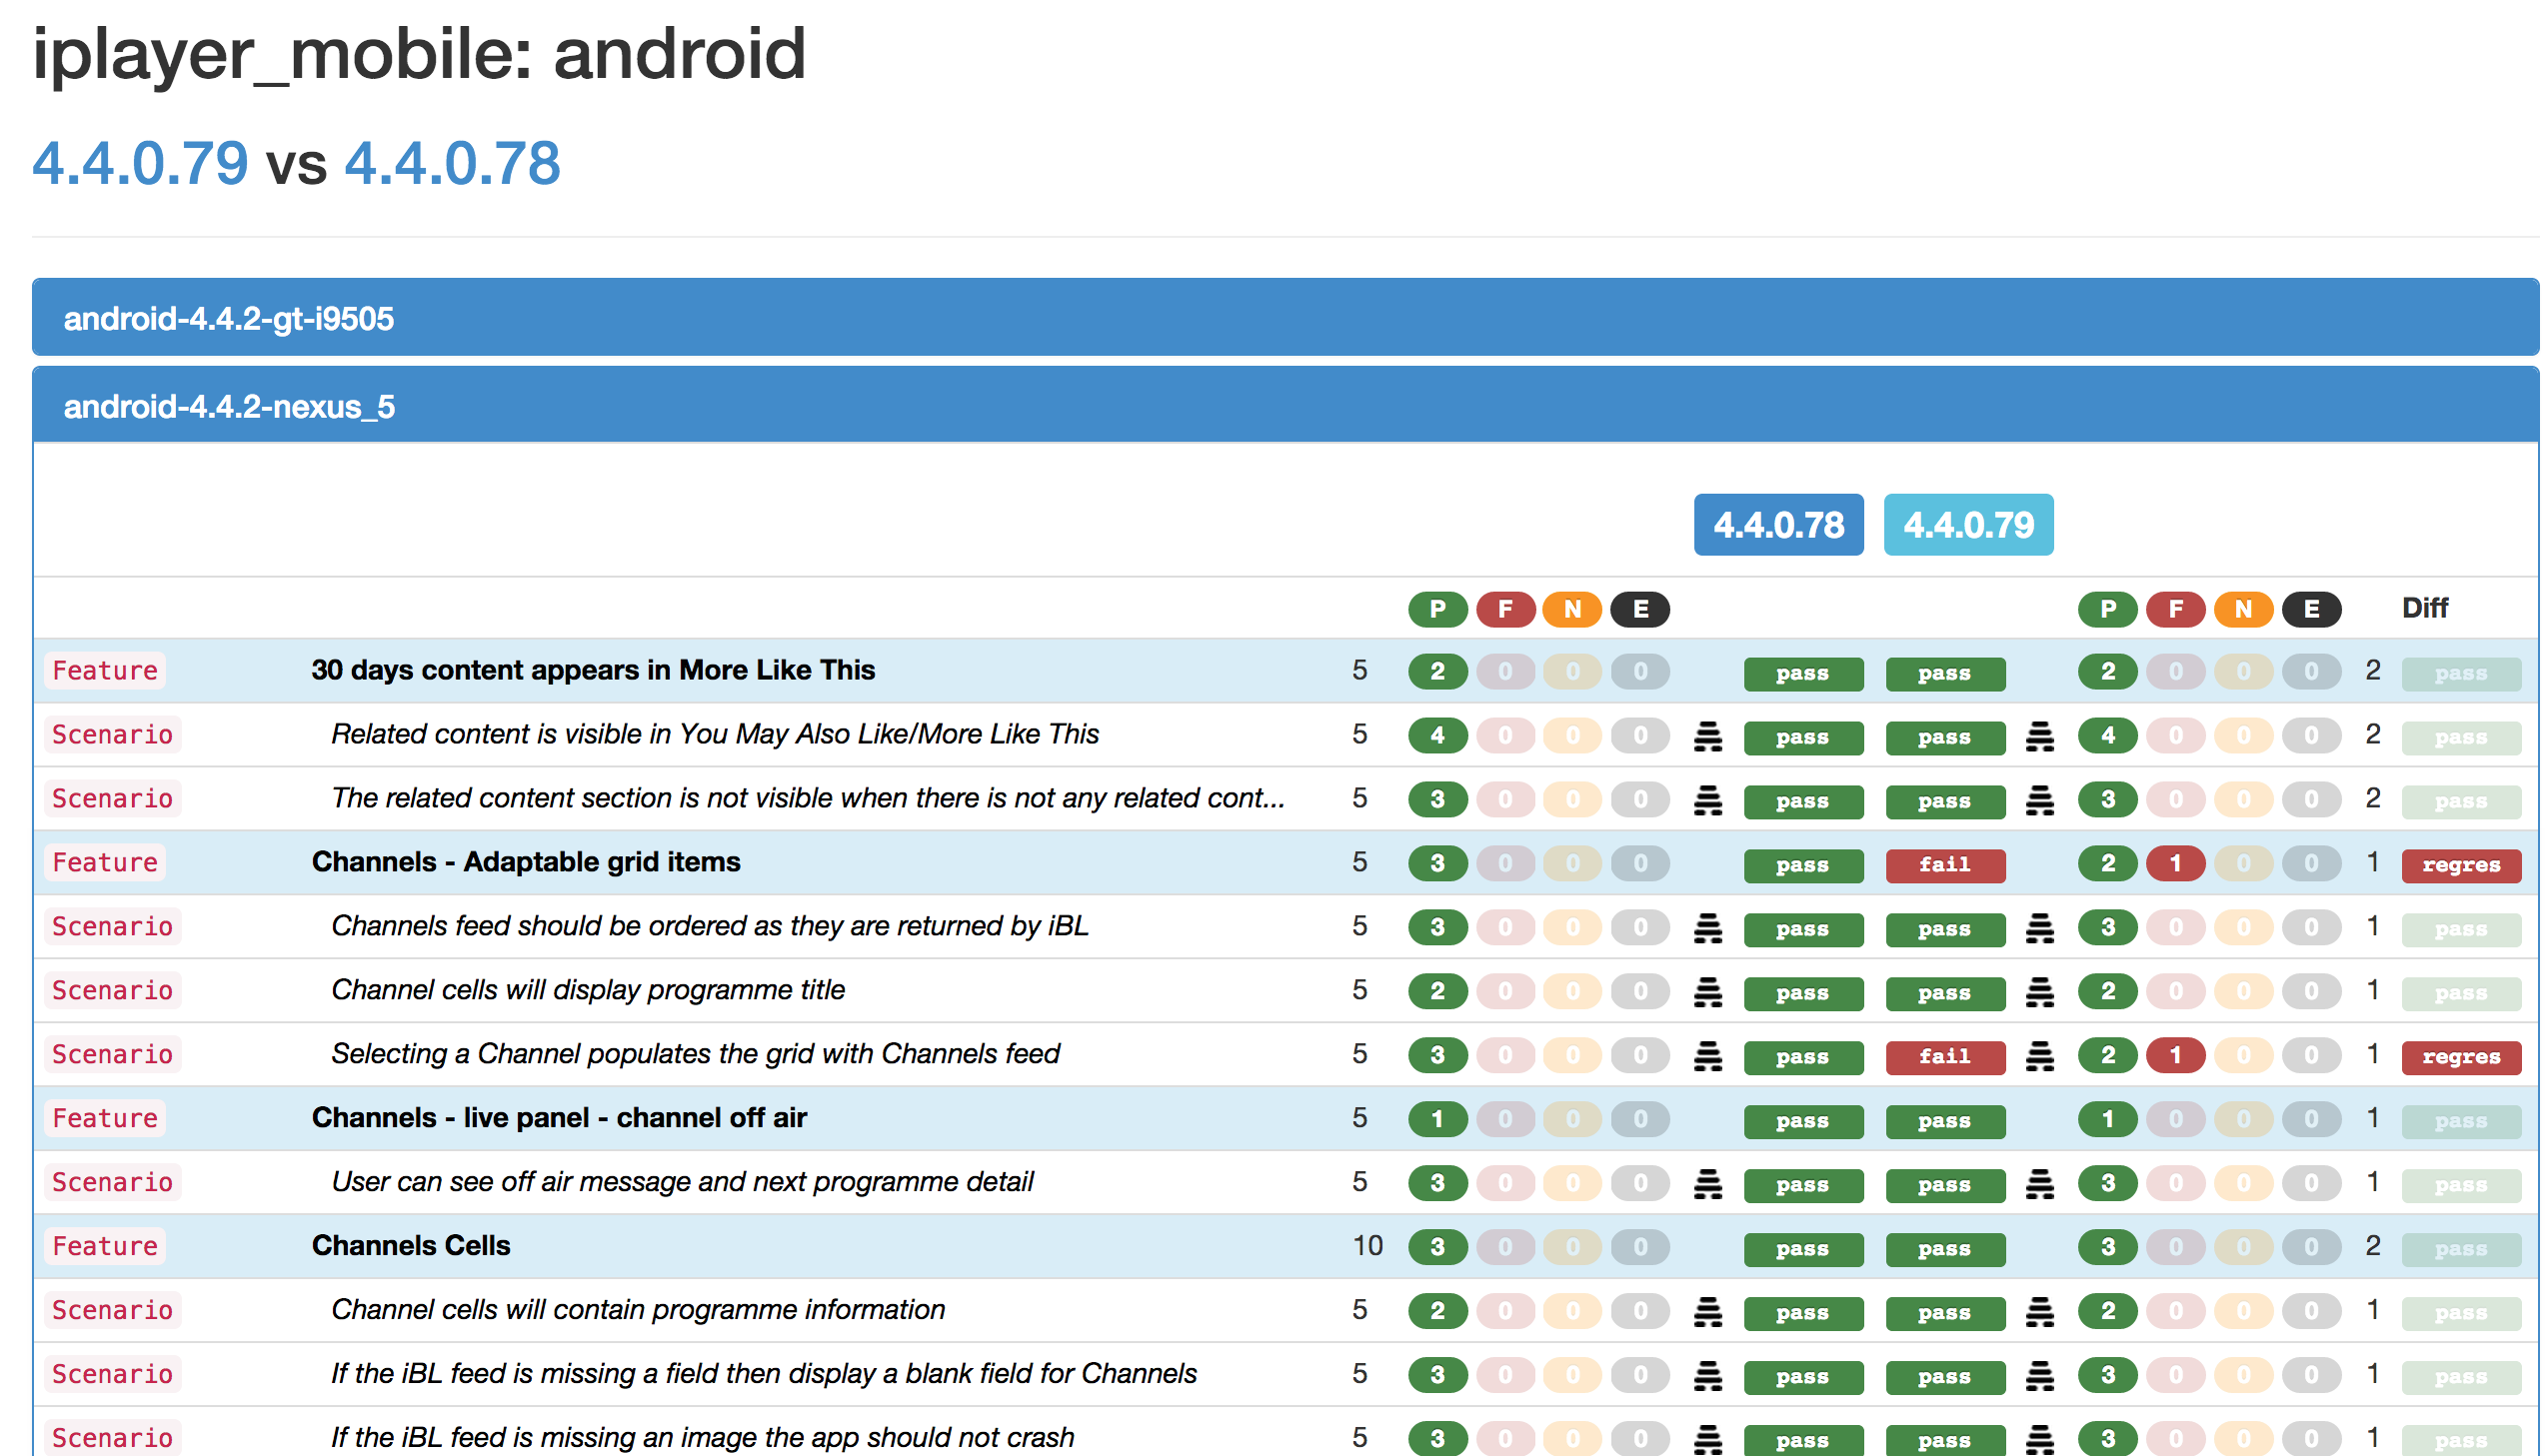 iplayer_mobile: android
4.4.0.79 vs 4.4.0.78
android-4.4.2-gt-i9505
android-4.4.2-nexus_5
4.4.0.78 4.4.0.79
P F N E P F N E Diff
Feature 30 days content appears in More Like This 5 2 0 0 0 pass pass 2 0 0 0 2 pass
Scenario Related content is visible in You May Also Like/More Like This 5 4 0 0 0 pass pass 4 0 0 0 2 pass
Scenario The related content section is not visible when there is not any related cont... 5 3 0 0 0 pass pass 3 0 0 0 2 pass
Feature Channels - Adaptable grid items 5 3 0 0 0 pass fail 2 1 0 0 1 regres
Scenario Channels feed should be ordered as they are returned by iBL 5 3 0 0 0 pass pass 3 0 0 0 1 pass
Scenario Channel cells will display programme title 5 2 0 0 0 pass pass 2 0 0 0 1 pass
Scenario Selecting a Channel populates the grid with Channels feed 5 3 0 0 0 pass fail 2 1 0 0 1 regres
Feature Channels - live panel - channel off air 5 1 0 0 0 pass pass 1 0 0 0 1 pass
Scenario User can see off air message and next programme detail 5 3 0 0 0 pass pass 3 0 0 0 1 pass
Feature Channels Cells 10 3 0 0 0 pass pass 3 0 0 0 2 pass
Scenario Channel cells will contain programme information 5 2 0 0 0 pass pass 2 0 0 0 1 pass
Scenario If the iBL feed is missing a field then display a blank field for Channels 5 3 0 0 0 pass pass 3 0 0 0 1 pass
Scenario If the iBL feed is missing an image the app should not crash 5 3 0 0 0 pass pass 3 0 0 0 1 pass